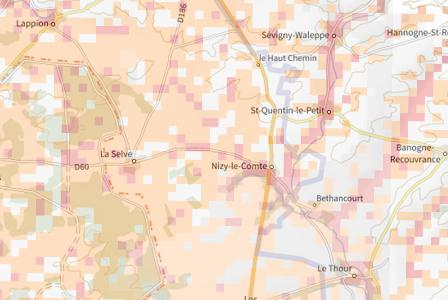 Lappion
D186
Sévigny-Waleppe
Hannogne-St-R
le Haut Chemin
St-Quentin-le-Petit
Banogne-
Recouvrance
La Selve
D60
Nizy-le-Comte
Bethancourt
Le Thour
Lor